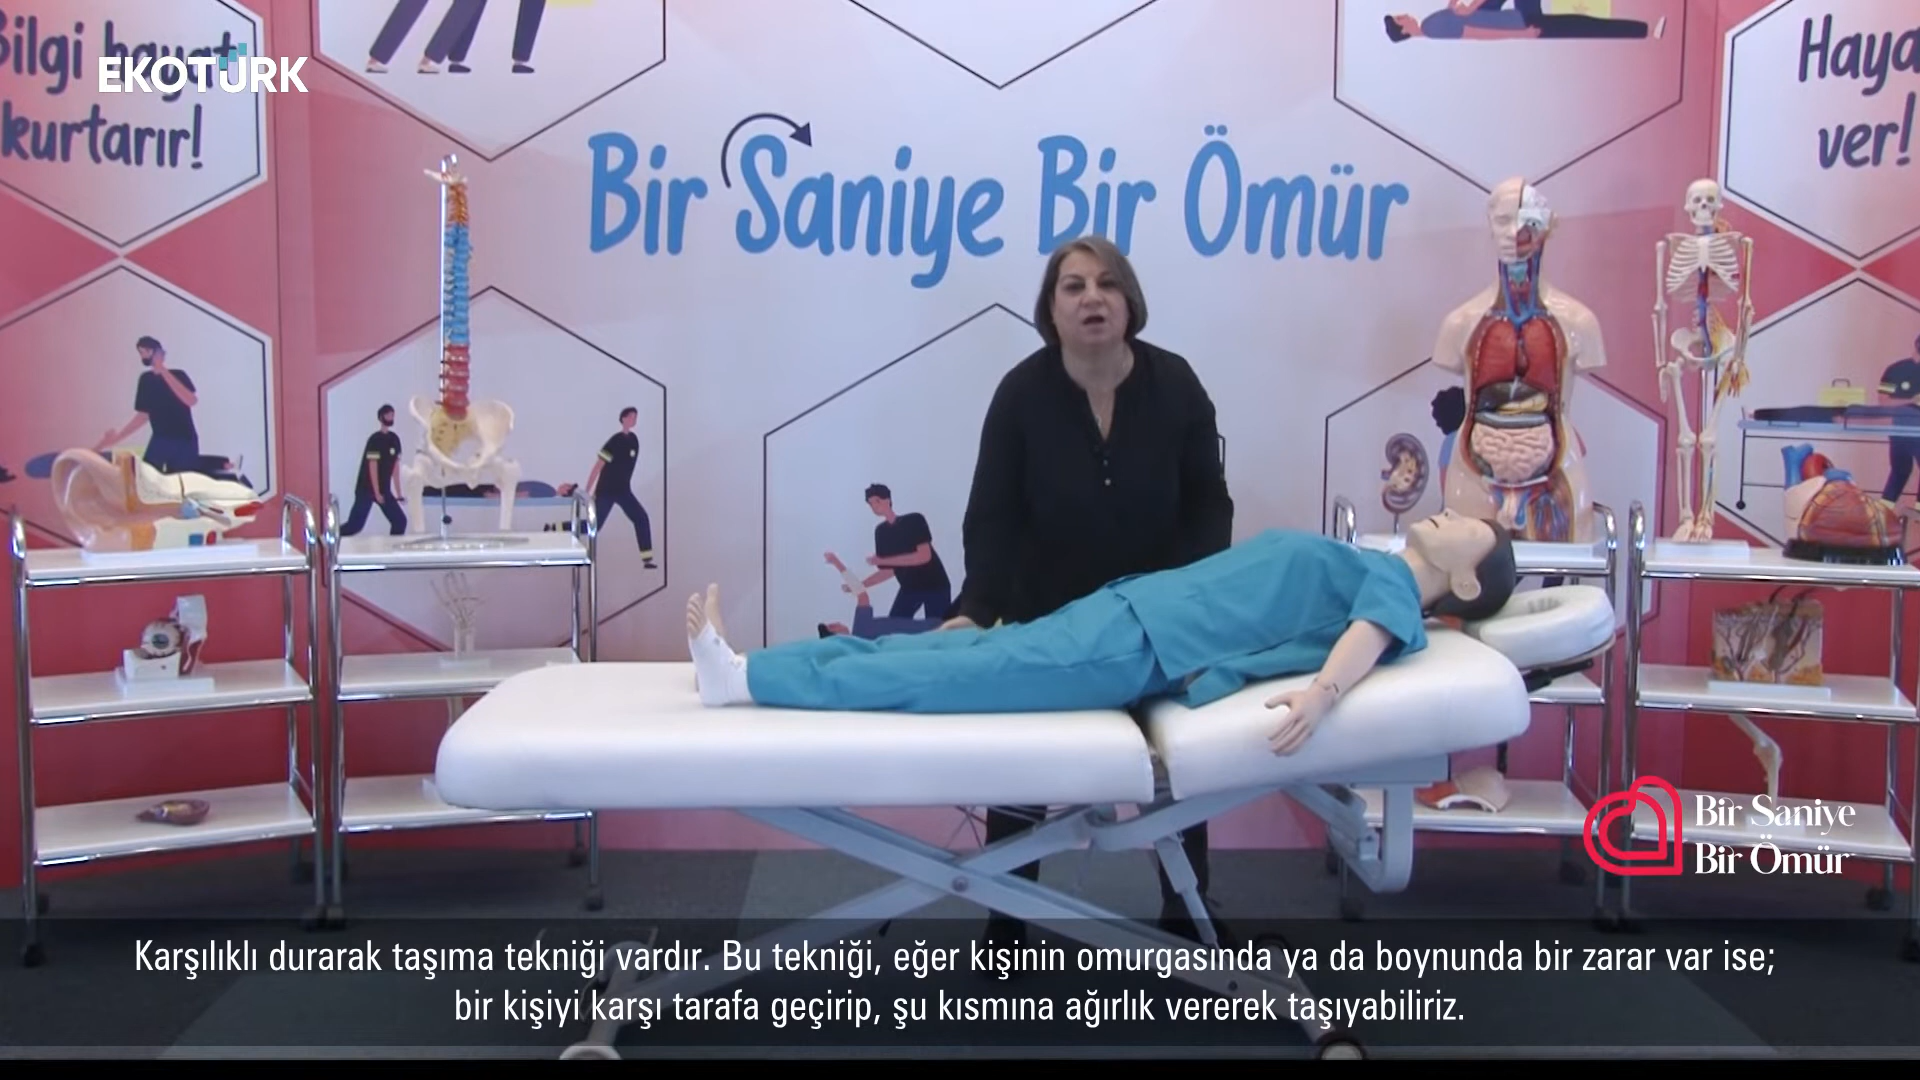 Bilgi hayat
kurtarır!
EKOTÜRK
Bir Saniye Bir Ömür
Haya
ver!
Bir Saniye
Bir Ömür
Karşılıklı durarak taşıma tekniği vardır. Bu tekniği, eğer kişinin omurgasında ya da boynunda bir zarar var ise;
bir kişiyi karşı tarafa geçirip, şu kısmına ağırlık vererek taşıyabiliriz.